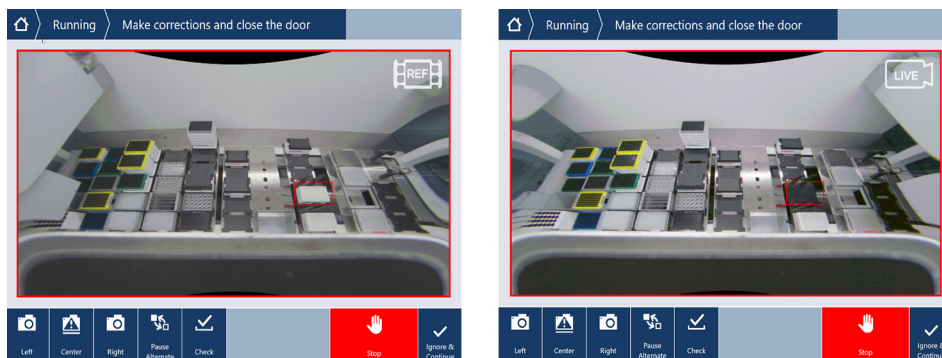 Running
Make corrections and close the door
REF
Left
Center
Right
Pause
Alternate
Check
Stop
Ignore &
Continue
Running
Make corrections and close the door
LIVE
Left
Center
Right
Pause
Alternate
Check
Stop
Ignore &
Continue